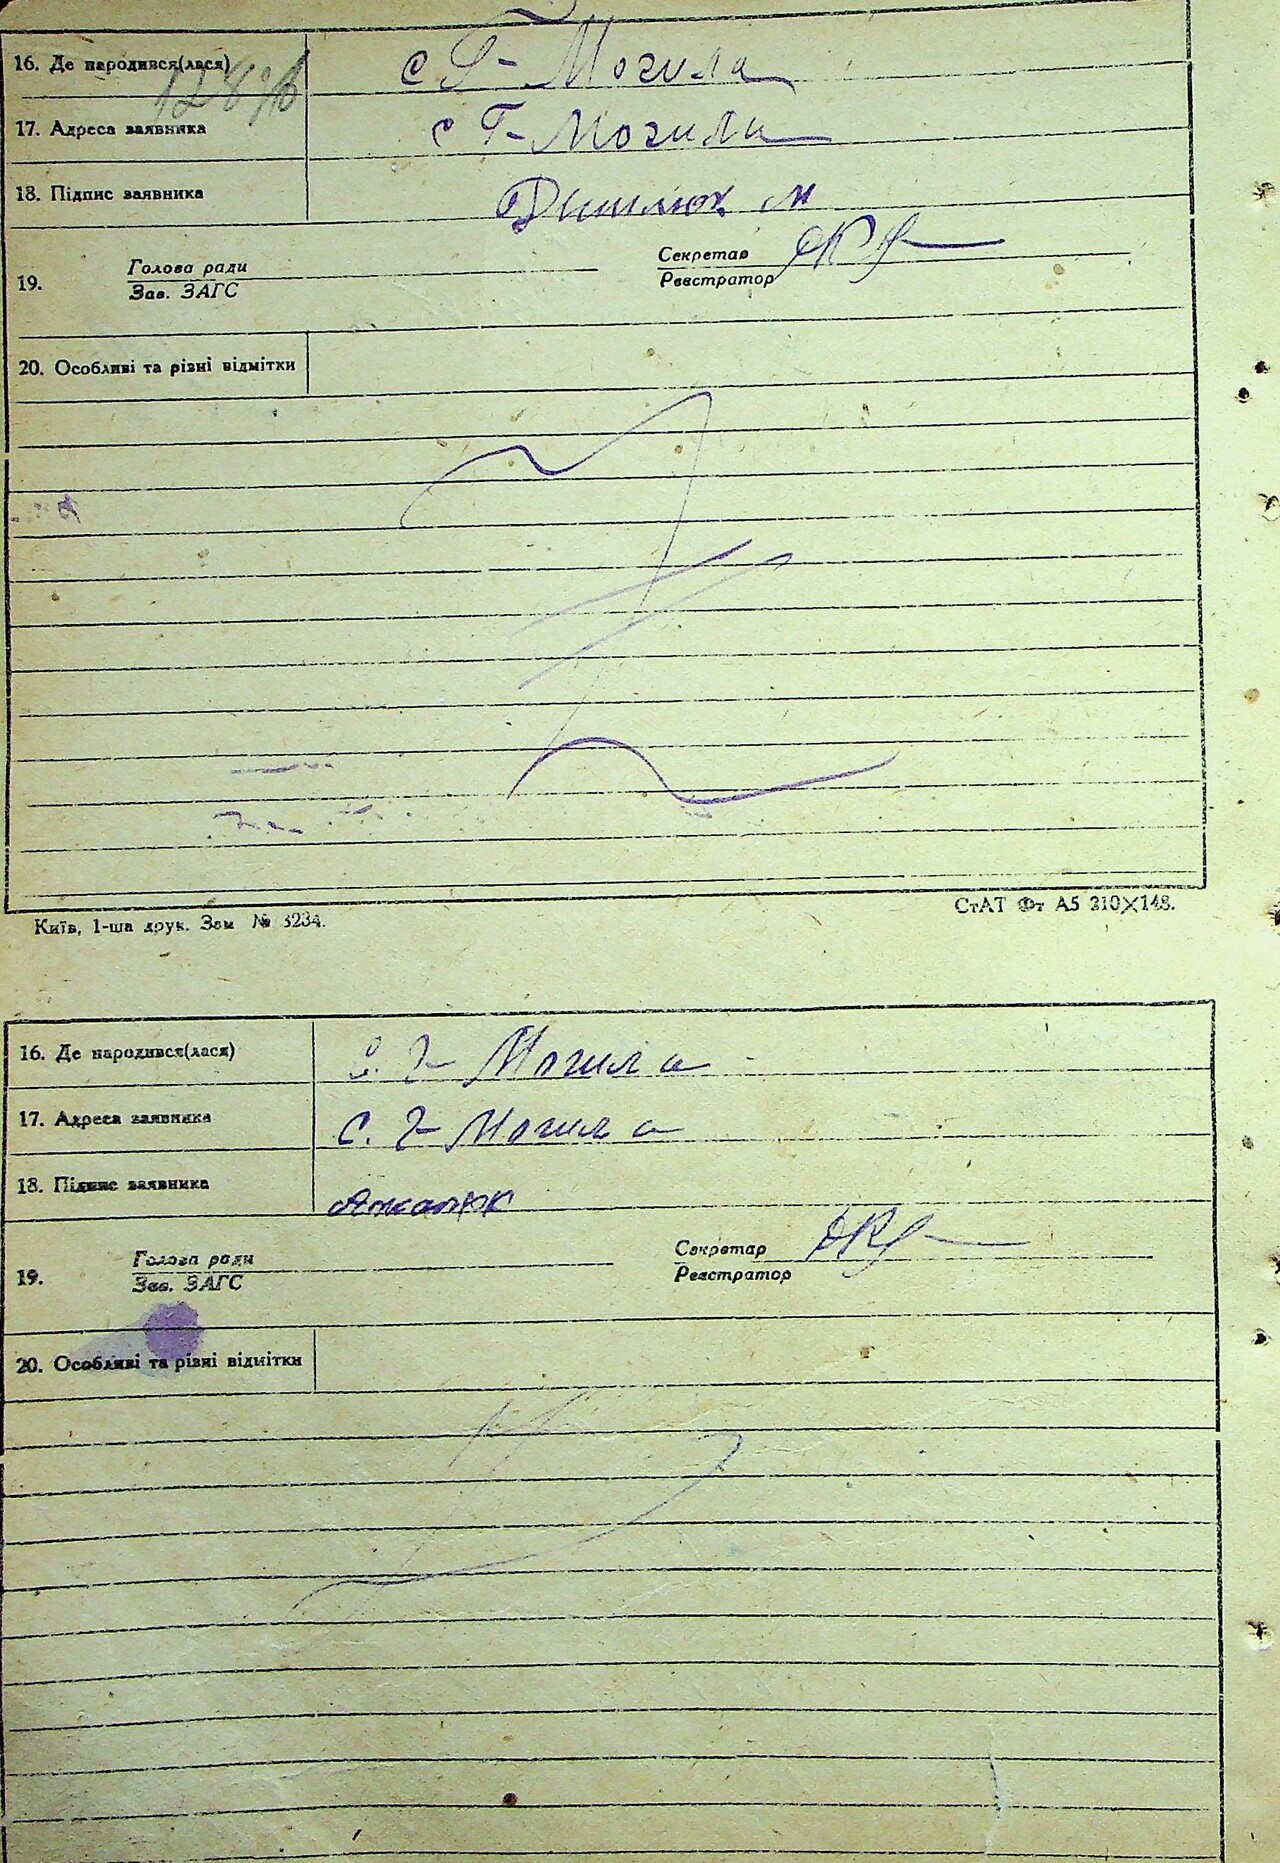 16. Де народився(лася) с Г-Могила
17. Адреса заявника с Г-Могила
18. Підпис заявника Данилюк М
19. Голова ради Секретар
Зав. ЗАГС Реєстратор
20. Особливі та різні відмітки
Київ, 1-ша друк. Зам № 3234. СтАТ Фт А5 210×148.
16. Де народився(лася) с. Г-Могила
17. Адреса заявника с. Г-Могила
18. Підпис заявника
19. Голова ради Секретар
Зав. ЗАГС Реєстратор
20. Особливі та різні відмітки